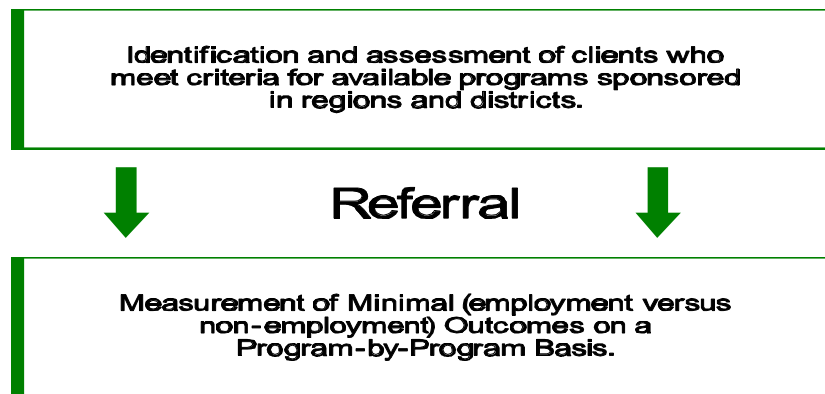 Identification and assessment of clients who
meet criteria for available programs sponsored
in regions and districts.
Referral
Measurement of Minimal (employment versus
non-employment) Outcomes on a
Program-by-Program Basis.